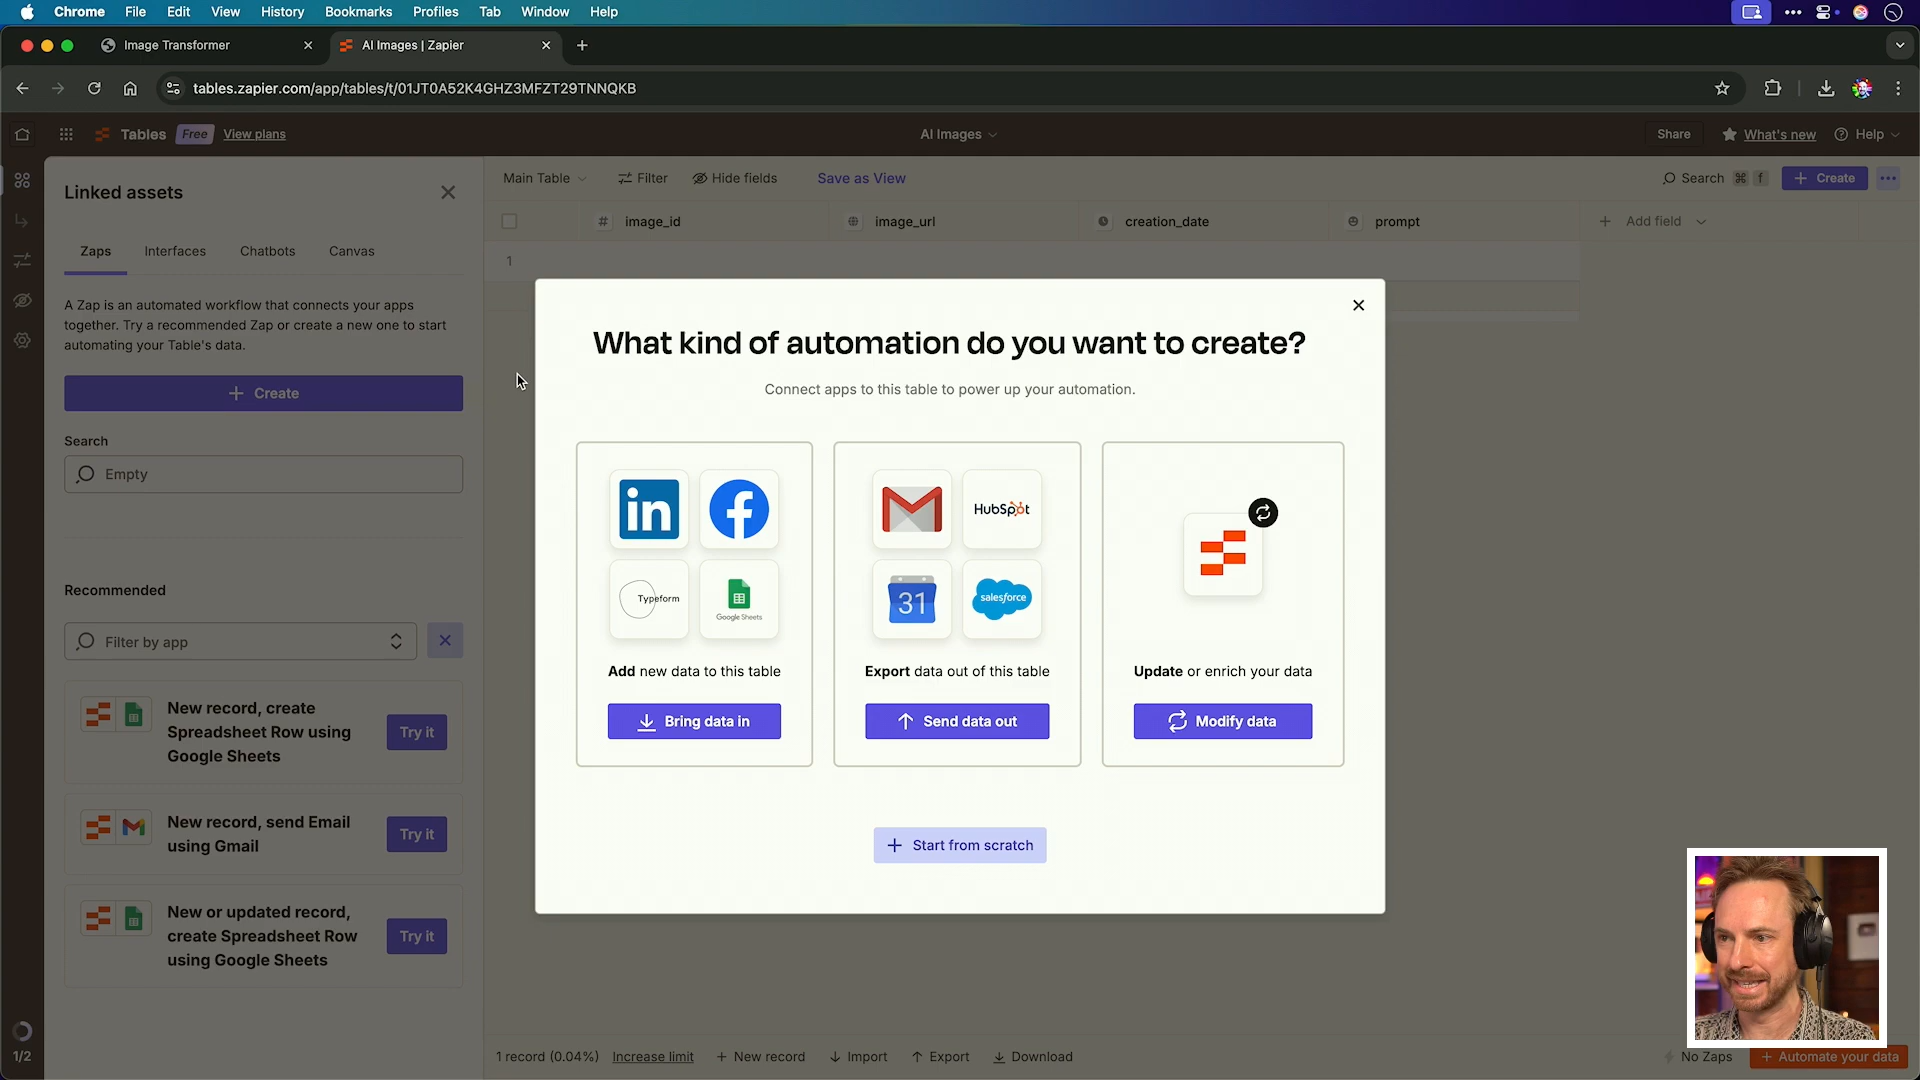 Chrome File Edit View History Bookmarks Profiles Tab Window Help
Image Transformer
AI Images | Zapier
tables.zapier.com/app/tables/t/01JT0A52K4GHZ3MFZT29TNNQKB
Tables Free View plans
AI Images
Share What's new Help
Linked assets
Zaps Interfaces Chatbots Canvas
A Zap is an automated workflow that connects your apps
together. Try a recommended Zap or create a new one to start
automating your Table's data.
Create
Search
Empty
Recommended
Filter by app
New record, create
Spreadsheet Row using
Google Sheets
Try it
New record, send Email
using Gmail
Try it
New or updated record,
create Spreadsheet Row
using Google Sheets
Try it
1/2
Main Table Filter Hide fields Save as View
Search ⌘ f Create
image_id image_url creation_date prompt Add field
1
What kind of automation do you want to create?
Connect apps to this table to power up your automation.
in
Typeform
Google Sheets
Add new data to this table
Bring data in
HubSpot
31
salesforce
Export data out of this table
Send data out
Update or enrich your data
Modify data
Start from scratch
1 record (0.04%) Increase limit New record Import Export Download
No Zaps Automate your data